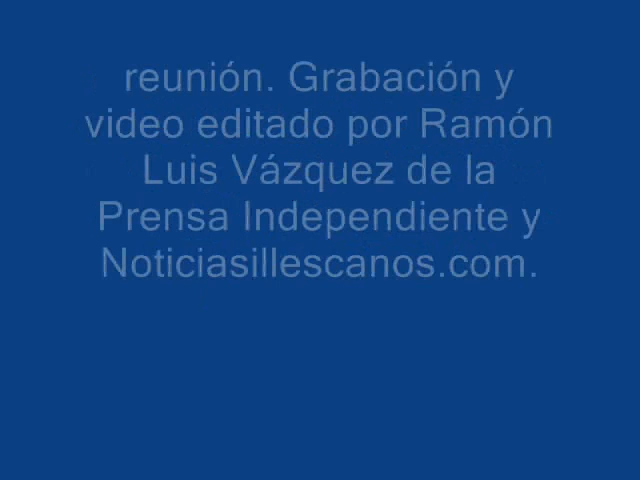 reunión. Grabación y
video editado por Ramón
Luis Vázquez de la
Prensa Independiente y
Noticiasillescanos.com.